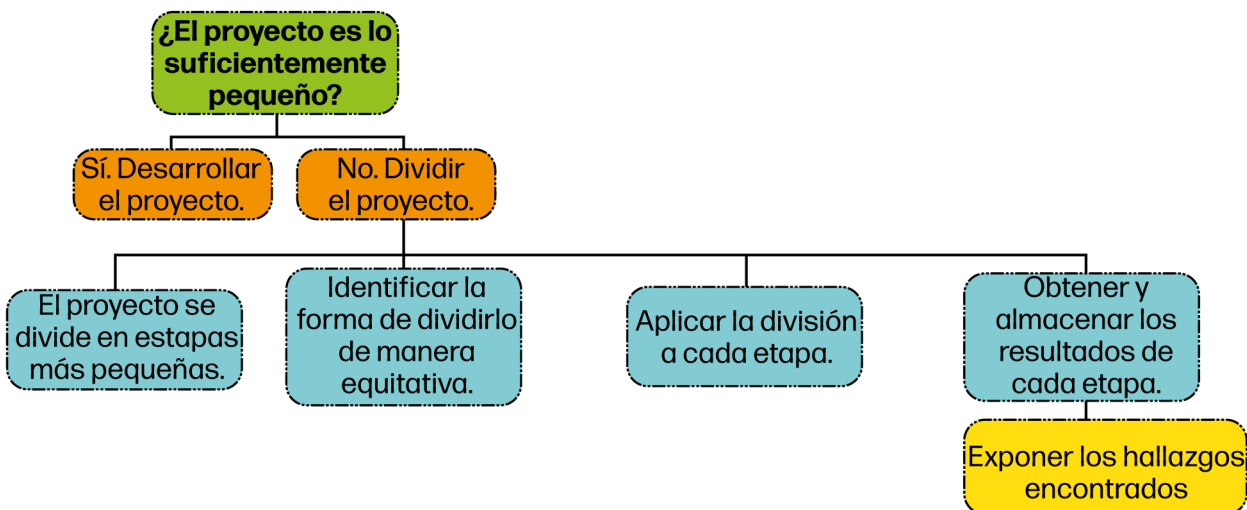 ¿El proyecto es lo
suficientemente
pequeño?
Sí. Desarrollar
el proyecto.
No. Dividir
el proyecto.
El proyecto se
divide en estapas
más pequeñas.
Identificar la
forma de dividirlo
de manera
equitativa.
Aplicar la división
a cada etapa.
Obtener y
almacenar los
resultados de
cada etapa.
Exponer los hallazgos
encontrados